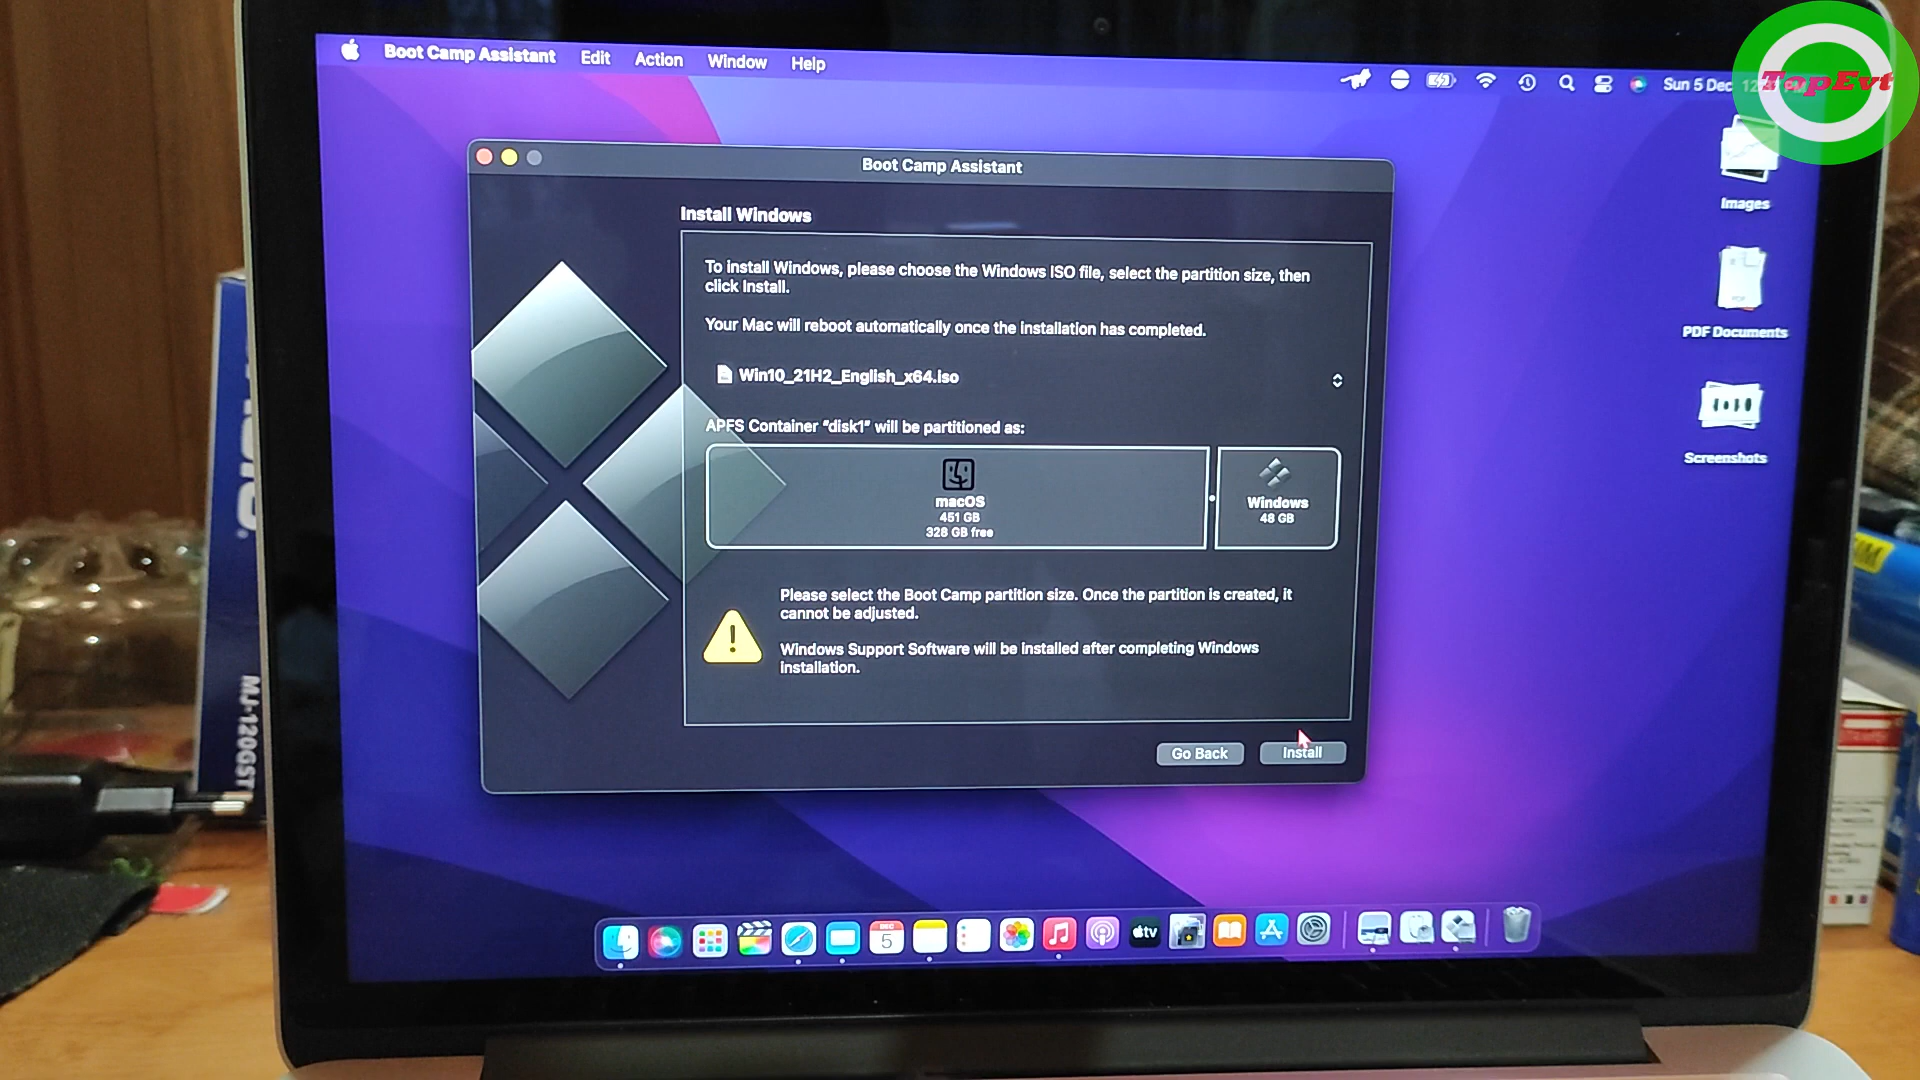 Boot Camp Assistant Edit Action Window Help
Sun 5 Dec
TopEvt
Images
PDF Documents
Screenshots
Boot Camp Assistant
Install Windows
To install Windows, please choose the Windows ISO file, select the partition size, then
click Install.
Your Mac will reboot automatically once the installation has completed.
Win10_21H2_English_x64.iso
APFS Container "disk1" will be partitioned as:
macOS
451 GB
328 GB free
Windows
48 GB
Please select the Boot Camp partition size. Once the partition is created, it
cannot be adjusted.
Windows Support Software will be installed after completing Windows
installation.
Go Back Install
DEC
5
tv
MJ-120GST